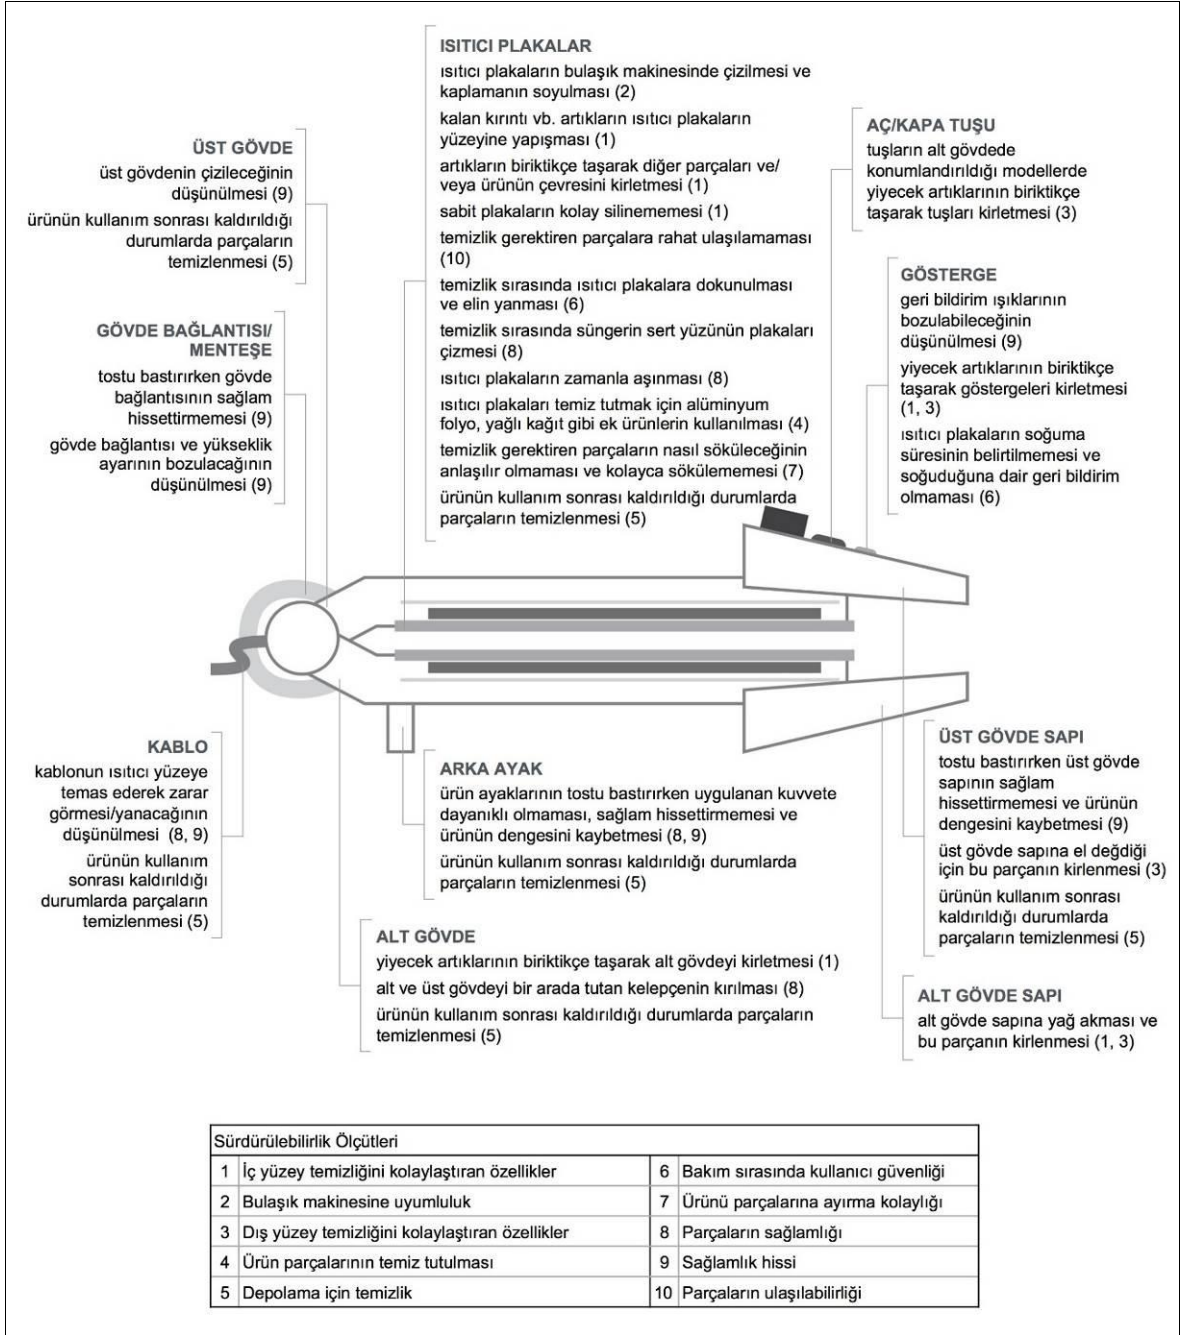 ISITICI PLAKALAR
ısıtıcı plakaların bulaşık makinesinde çizilmesi ve
kaplamanın soyulması (2)
kalan kırıntı vb. artıkların ısıtıcı plakaların
yüzeyine yapışması (1)
artıkların biriktikçe taşarak diğer parçaları ve/
veya ürünün çevresini kirletmesi (1)
sabit plakaların kolay silinememesi (1)
temizlik gerektiren parçalara rahat ulaşılamaması
(10)
temizlik sırasında ısıtıcı plakalara dokunulması
ve elin yanması (6)
temizlik sırasında süngerin sert yüzünün plakaları
çizmesi (8)
ısıtıcı plakaların zamanla aşınması (8)
ısıtıcı plakaları temiz tutmak için alüminyum
folyo, yağlı kağıt gibi ek ürünlerin kullanılması (4)
temizlik gerektiren parçaların nasıl söküleceğinin
anlaşılır olmaması ve kolayca sökülememesi (7)
ürünün kullanım sonrası kaldırıldığı durumlarda
parçaların temizlenmesi (5)
ÜST GÖVDE
üst gövdenin çizileceğinin
düşünülmesi (9)
ürünün kullanım sonrası kaldırıldığı
durumlarda parçaların
temizlenmesi (5)
GÖVDE BAĞLANTISI/
MENTEŞE
tostu bastırırken gövde
bağlantısının sağlam
hissettirmemesi (9)
gövde bağlantısı ve yükseklik
ayarının bozulacağının
düşünülmesi (9)
AÇ/KAPA TUŞU
tuşların alt gövdede
konumlandırıldığı modellerde
yiyecek artıklarının biriktikçe
taşarak tuşları kirletmesi (3)
GÖSTERGE
geri bildirim ışıklarının
bozulabileceğinin
düşünülmesi (9)
yiyecek artıklarının biriktikçe
taşarak göstergeleri kirletmesi
(1, 3)
ısıtıcı plakaların soğuma
süresinin belirtilmemesi ve
soğuduğuna dair geri bildirim
olmaması (6)
KABLO
kablonun ısıtıcı yüzeye
temas ederek zarar
görmesi/yanacağının
düşünülmesi (8, 9)
ürünün kullanım
sonrası kaldırıldığı
durumlarda parçaların
temizlenmesi (5)
ARKA AYAK
ürün ayaklarının tostu bastırırken uygulanan kuvvete
dayanıklı olmaması, sağlam hissettirmemesi ve
ürünün dengesini kaybetmesi (8, 9)
ürünün kullanım sonrası kaldırıldığı durumlarda
parçaların temizlenmesi (5)
ALT GÖVDE
yiyecek artıklarının biriktikçe taşarak alt gövdeyi kirletmesi (1)
alt ve üst gövdeyi bir arada tutan kelepçenin kırılması (8)
ürünün kullanım sonrası kaldırıldığı durumlarda parçaların
temizlenmesi (5)
ÜST GÖVDE SAPI
tostu bastırırken üst gövde
sapının sağlam
hissettirmemesi ve ürünün
dengesini kaybetmesi (9)
üst gövde sapına el değdiği
için bu parçanın kirlenmesi (3)
ürünün kullanım sonrası
kaldırıldığı durumlarda
parçaların temizlenmesi (5)
ALT GÖVDE SAPI
alt gövde sapına yağ akması ve
bu parçanın kirlenmesi (1, 3)
Sürdürülebilirlik Ölçütleri
1 İç yüzey temizliğini kolaylaştıran özellikler 6 Bakım sırasında kullanıcı güvenliği
2 Bulaşık makinesine uyumluluk 7 Ürünü parçalarına ayırma kolaylığı
3 Dış yüzey temizliğini kolaylaştıran özellikler 8 Parçaların sağlamlığı
4 Ürün parçalarının temiz tutulması 9 Sağlamlık hissi
5 Depolama için temizlik 10 Parçaların ulaşılabilirliği